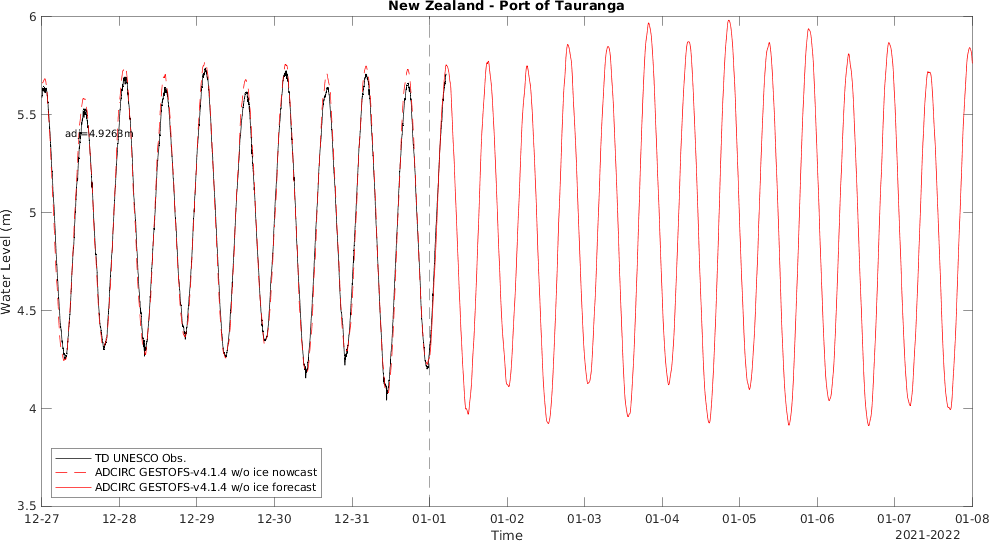 New Zealand - Port of Tauranga
6
5.5
5
4.5
4
3.5
Water Level (m)
adj=4.9263m
TD UNESCO Obs.
ADCIRC GESTOFS-v4.1.4 w/o ice nowcast
ADCIRC GESTOFS-v4.1.4 w/o ice forecast
12-27 12-28 12-29 12-30 12-31 01-01 01-02 01-03 01-04 01-05 01-06 01-07 01-08
Time
2021-2022